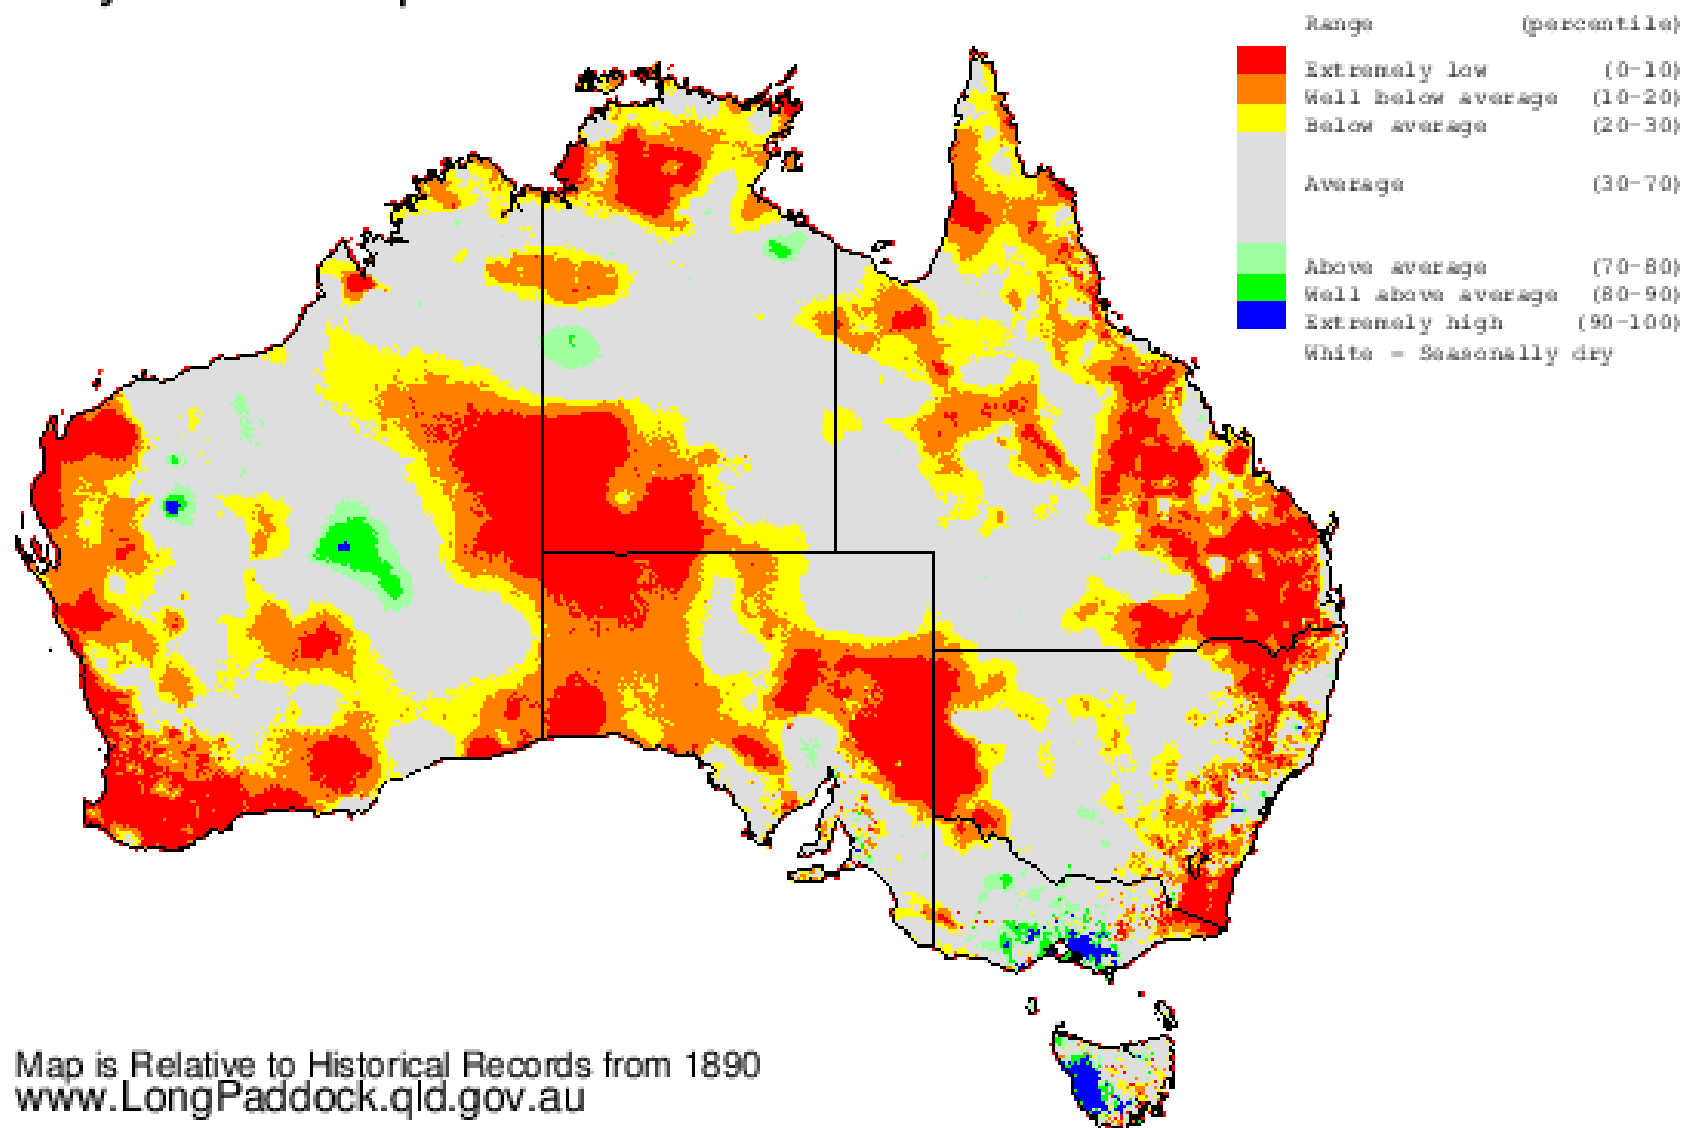 Range (percentile)
Extremely low (0-10)
Well below average (10-20)
Below average (20-30)
Average (30-70)
Above average (70-80)
Well above average (80-90)
Extremely high (90-100)
White - Seasonally dry
Map is Relative to Historical Records from 1890
www.LongPaddock.qld.gov.au